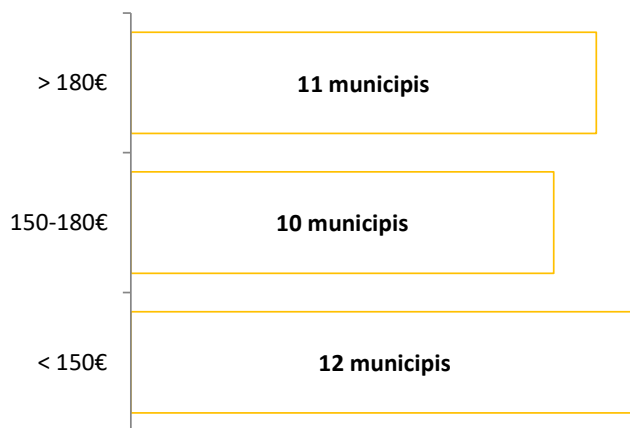 > 180€
11 municipis
150-180€
10 municipis
< 150€
12 municipis